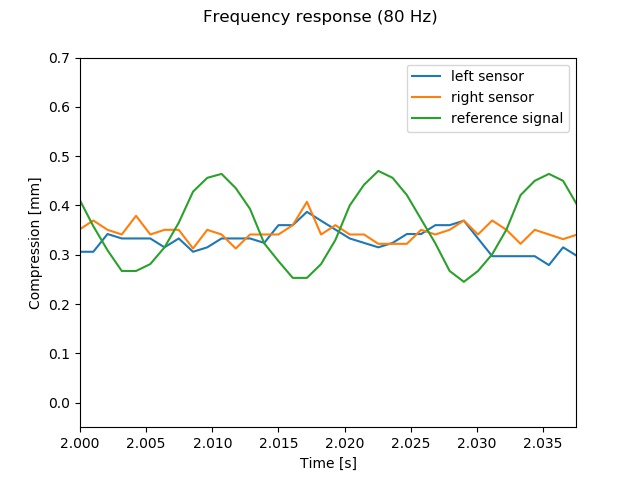 Frequency response (80 Hz)
left sensor
right sensor
reference signal
Compression [mm]
0.7
0.6
0.5
0.4
0.3
0.2
0.1
0.0
2.000 2.005 2.010 2.015 2.020 2.025 2.030 2.035
Time [s]